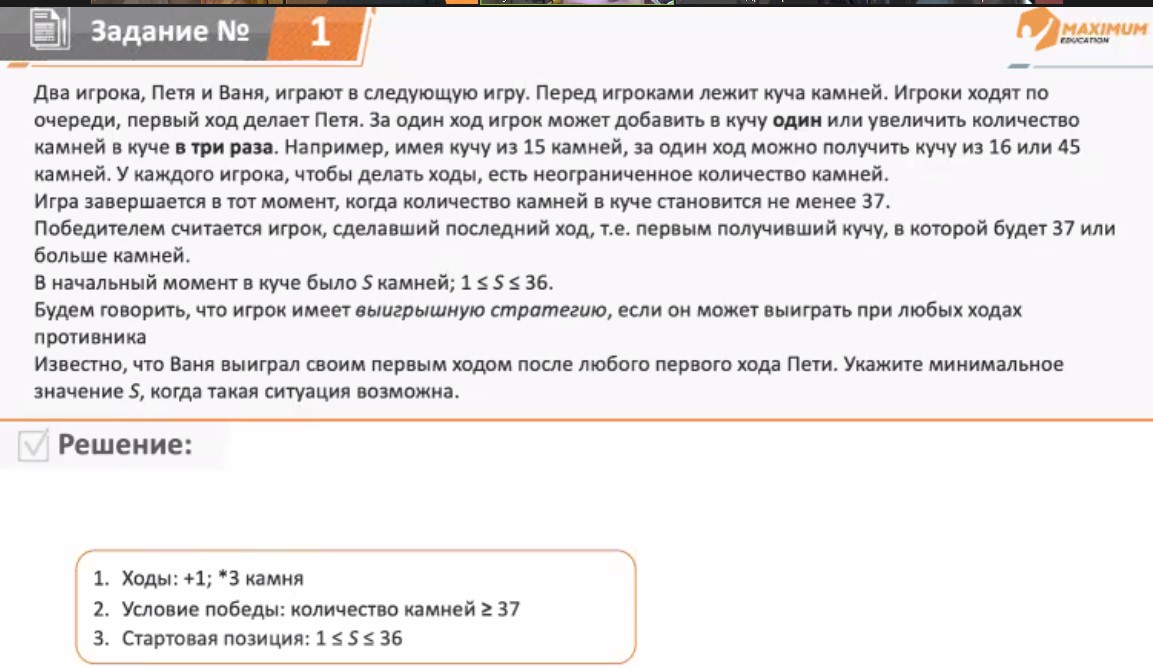 Задание № 1
MAXIMUM
EDUCATION
Два игрока, Петя и Ваня, играют в следующую игру. Перед игроками лежит куча камней. Игроки ходят по
очереди, первый ход делает Петя. За один ход игрок может добавить в кучу один или увеличить количество
камней в куче в три раза. Например, имея кучу из 15 камней, за один ход можно получить кучу из 16 или 45
камней. У каждого игрока, чтобы делать ходы, есть неограниченное количество камней.
Игра завершается в тот момент, когда количество камней в куче становится не менее 37.
Победителем считается игрок, сделавший последний ход, т.е. первым получивший кучу, в которой будет 37 или
больше камней.
В начальный момент в куче было S камней; 1 ≤ S ≤ 36.
Будем говорить, что игрок имеет выигрышную стратегию, если он может выиграть при любых ходах
противника
Известно, что Ваня выиграл своим первым ходом после любого первого хода Пети. Укажите минимальное
значение S, когда такая ситуация возможна.
Решение:
1. Ходы: +1; *3 камня
2. Условие победы: количество камней ≥ 37
3. Стартовая позиция: 1 ≤ S ≤ 36